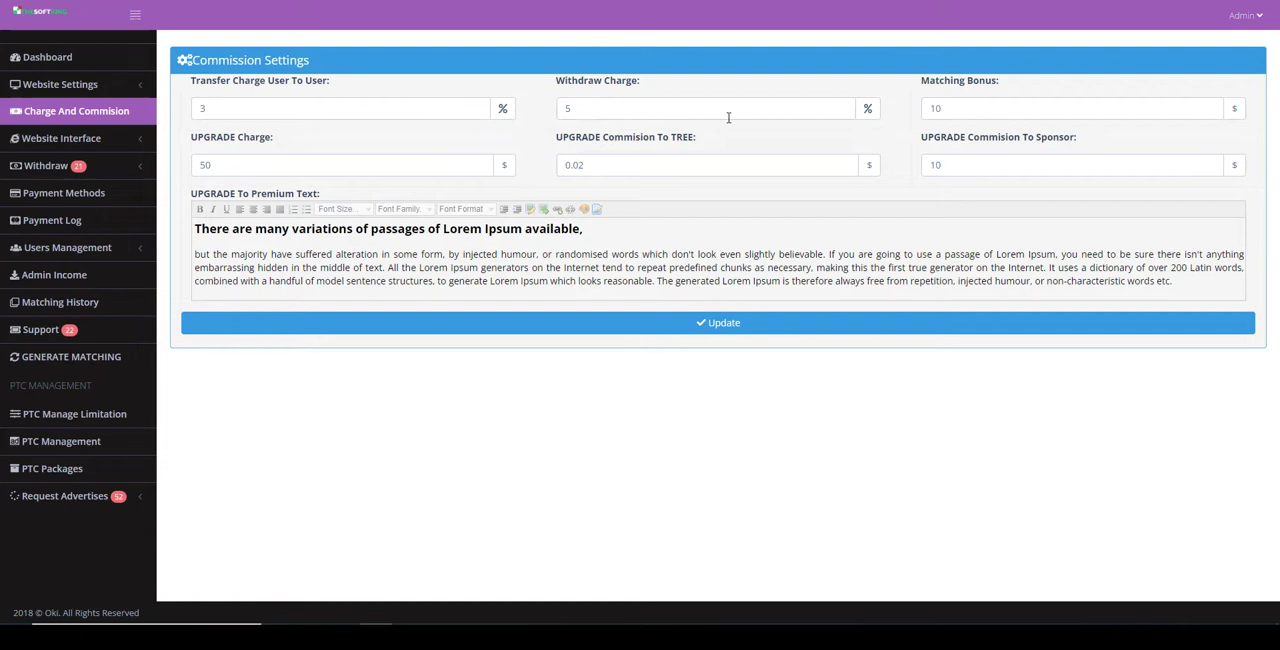 THESOFTKING
Admin
Dashboard
Website Settings
Charge And Commision
Website Interface
Withdraw 21
Payment Methods
Payment Log
Users Management
Admin Income
Matching History
Support 22
GENERATE MATCHING
PTC MANAGEMENT
PTC Manage Limitation
PTC Management
PTC Packages
Request Advertises 52
Commission Settings
Transfer Charge User To User: Withdraw Charge: Matching Bonus:
3 % 5 % 10 $
UPGRADE Charge: UPGRADE Commision To TREE: UPGRADE Commision To Sponsor:
50 $ 0.02 $ 10 $
UPGRADE To Premium Text:
B I U Font Size... Font Family. Font Format
There are many variations of passages of Lorem Ipsum available,
but the majority have suffered alteration in some form, by injected humour, or randomised words which don't look even slightly believable. If you are going to use a passage of Lorem Ipsum, you need to be sure there isn't anything
embarrassing hidden in the middle of text. All the Lorem Ipsum generators on the Internet tend to repeat predefined chunks as necessary, making this the first true generator on the Internet. It uses a dictionary of over 200 Latin words,
combined with a handful of model sentence structures, to generate Lorem Ipsum which looks reasonable. The generated Lorem Ipsum is therefore always free from repetition, injected humour, or non-characteristic words etc.
Update
2018 © Oki. All Rights Reserved